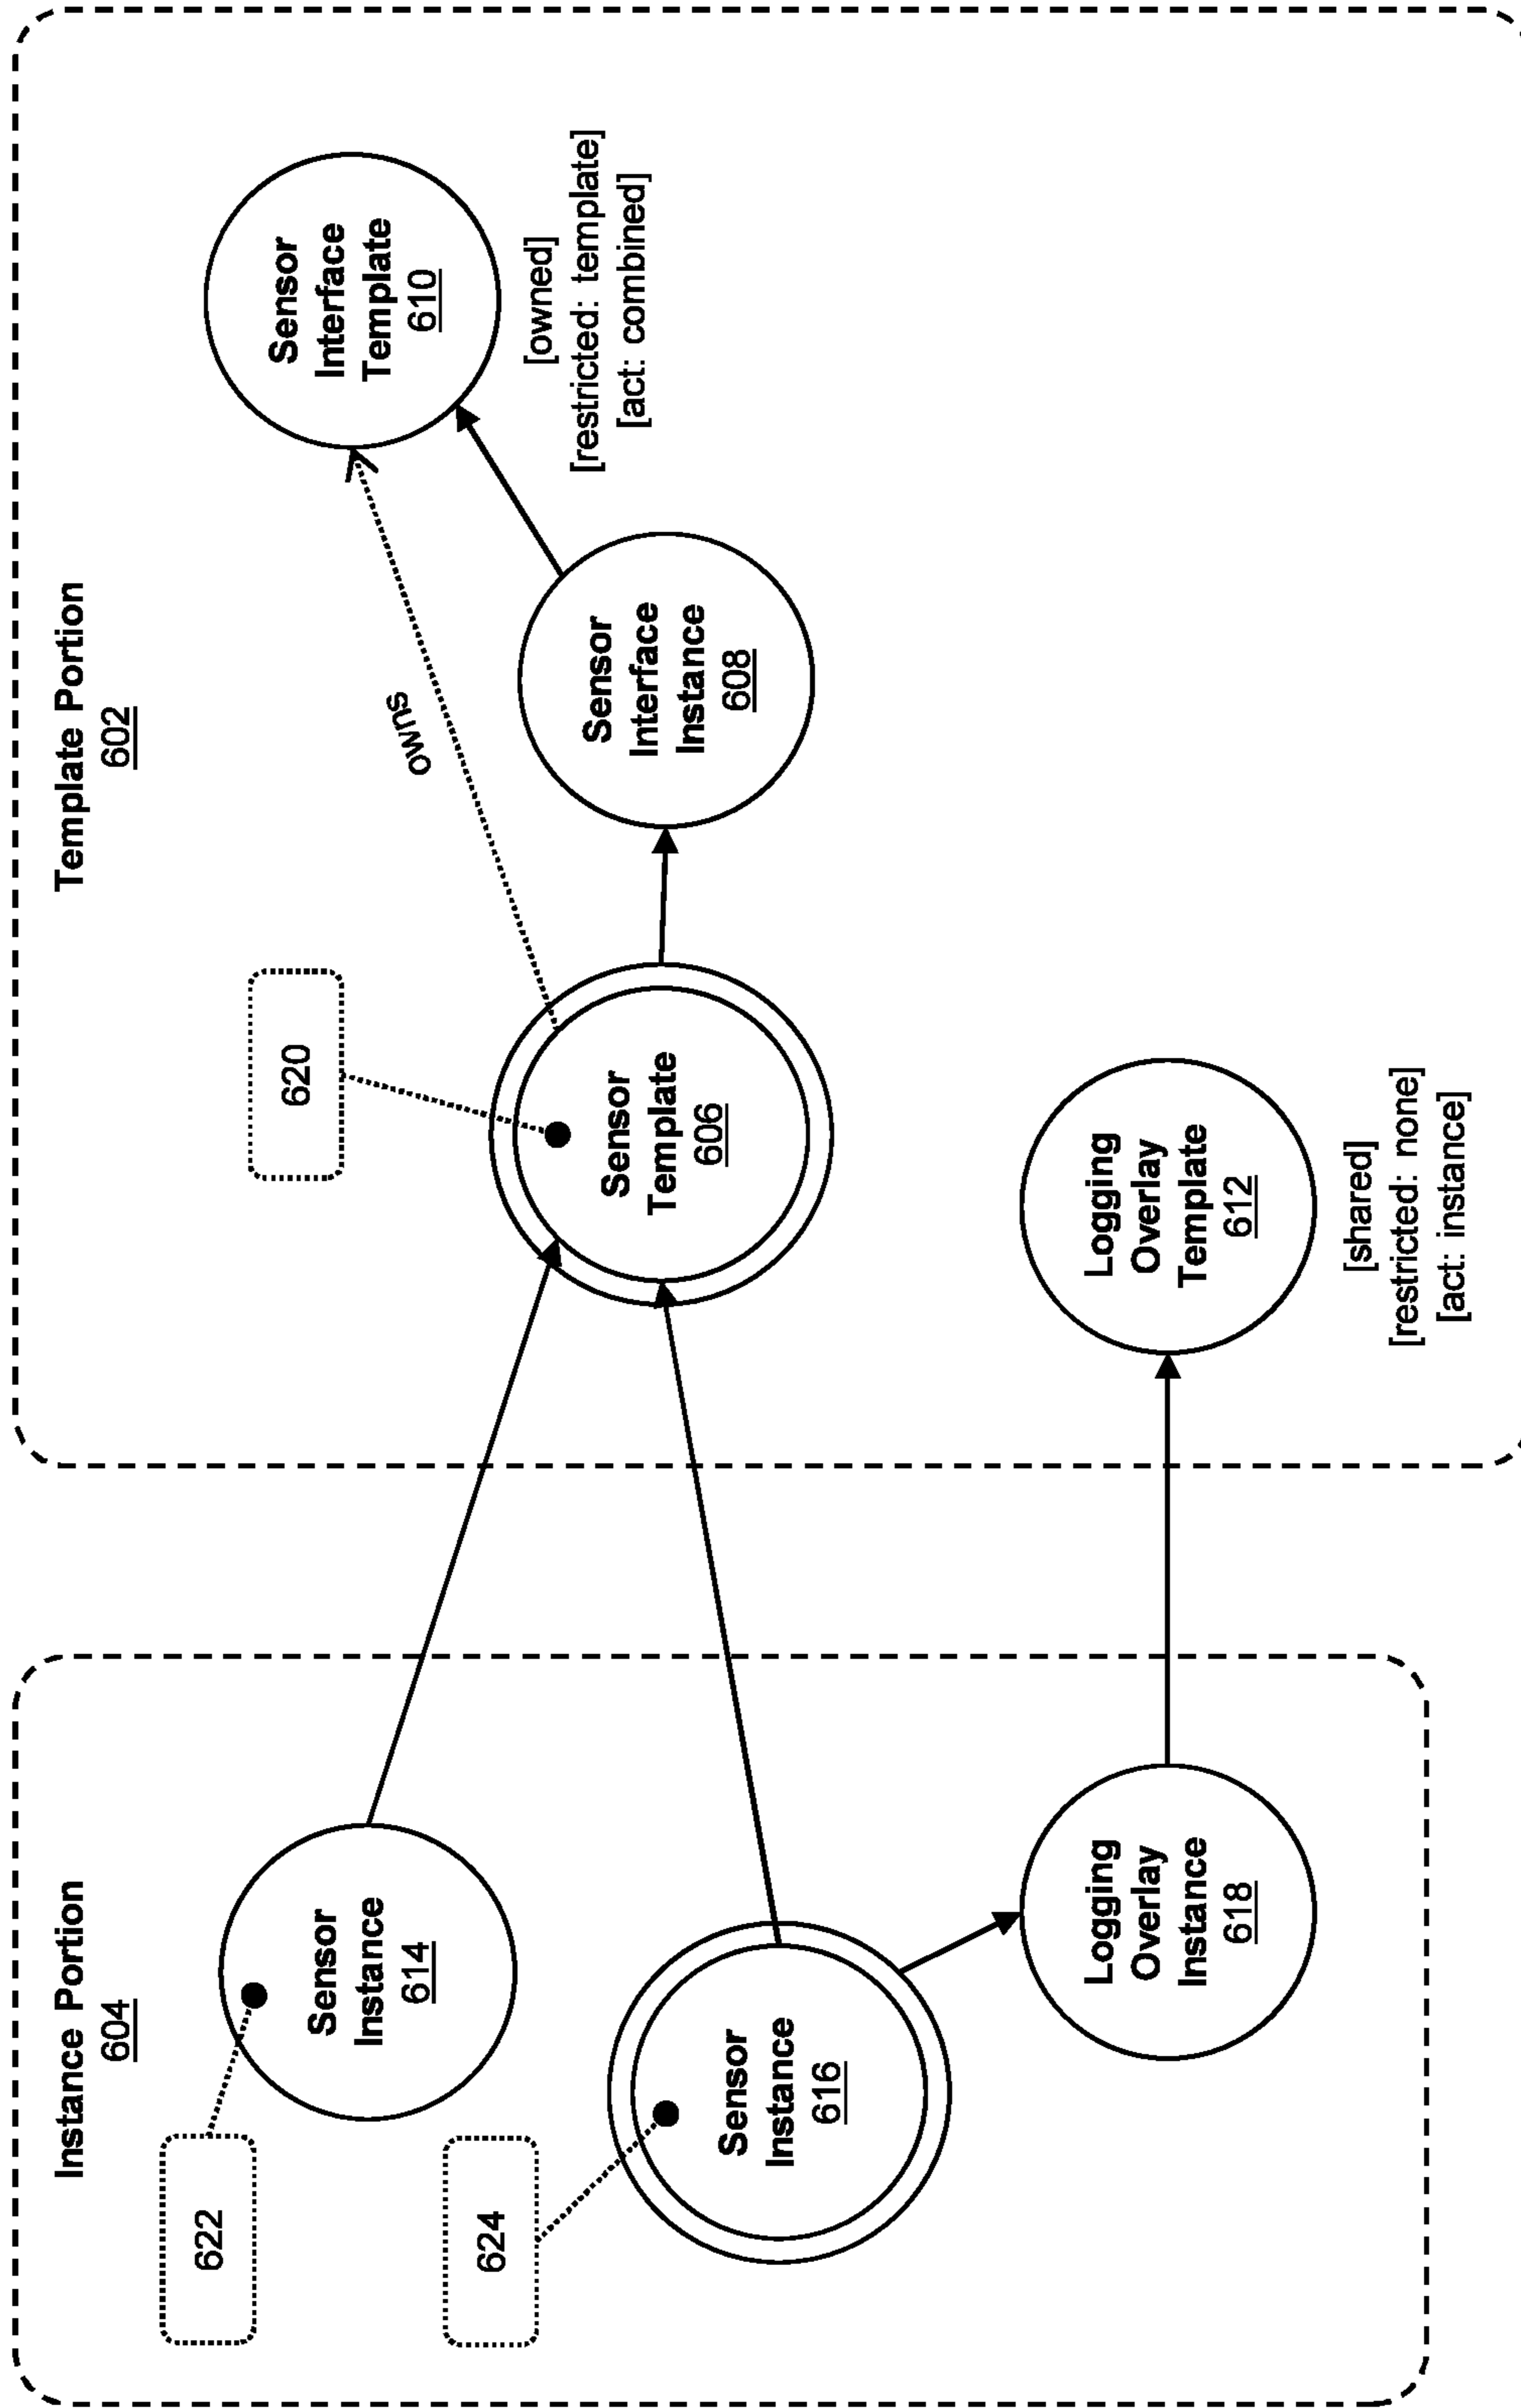 Instance Portion
604
Template Portion
602
622
Sensor
Instance
614
620
owns
Sensor
Interface
Template
610
[owned]
[restricted: template]
[act: combined]
624
Sensor
Instance
616
Sensor
Template
606
Sensor
Interface
Instance
608
Logging
Overlay
Instance
618
Logging
Overlay
Template
612
[shared]
[restricted: none]
[act: instance]